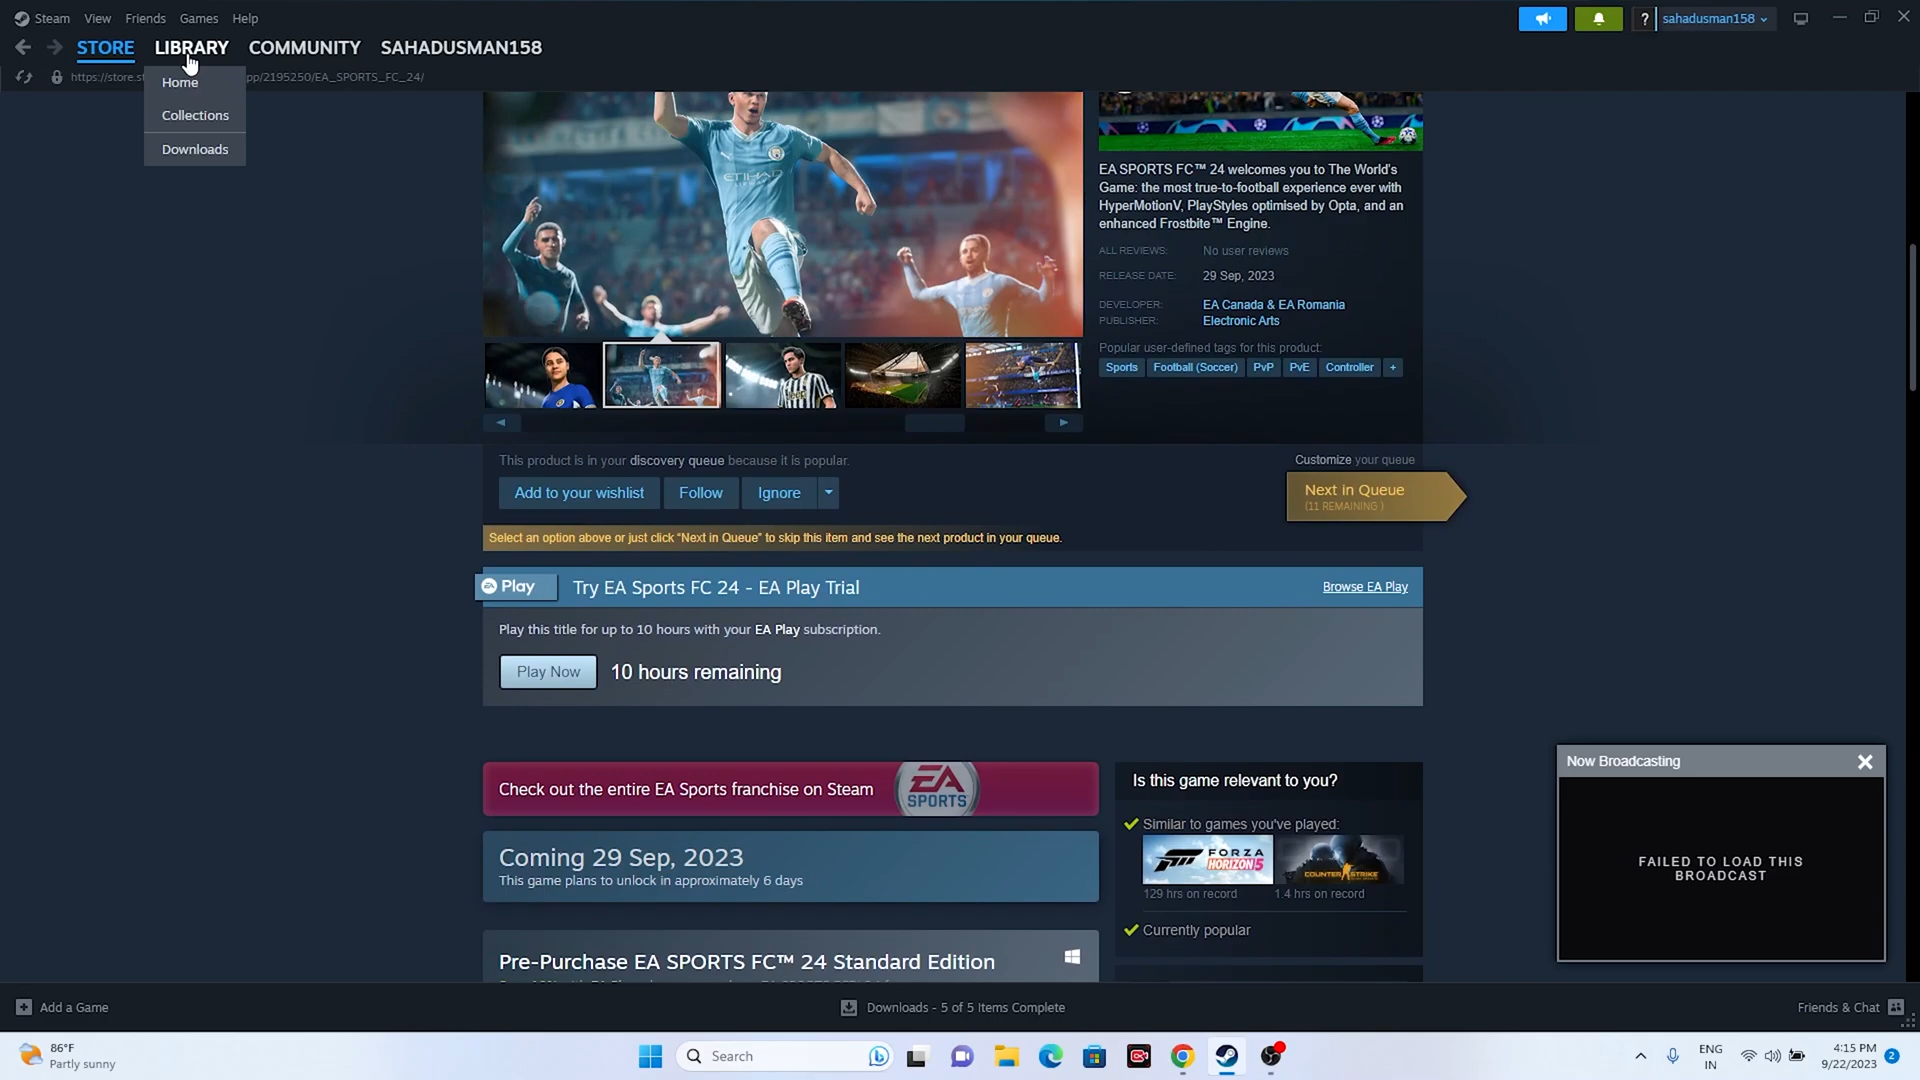 Steam View Friends Games Help
sahadusman158
STORE LIBRARY COMMUNITY SAHADUSMAN158
https://store.st pp/2195250/EA_SPORTS_FC_24/
Home
Collections
Downloads
ETIHAD
EA SPORTS FC™ 24 welcomes you to The World's
Game: the most true-to-football experience ever with
HyperMotionV, PlayStyles optimised by Opta, and an
enhanced Frostbite™ Engine.
ALL REVIEWS: No user reviews
RELEASE DATE: 29 Sep, 2023
DEVELOPER: EA Canada & EA Romania
PUBLISHER: Electronic Arts
Popular user-defined tags for this product:
Sports Football (Soccer) PvP PvE Controller +
This product is in your discovery queue because it is popular.
Customize your queue
Add to your wishlist Follow Ignore
Next in Queue
(11 REMAINING )
Select an option above or just click "Next in Queue" to skip this item and see the next product in your queue.
Play Try EA Sports FC 24 - EA Play Trial Browse EA Play
Play this title for up to 10 hours with your EA Play subscription.
Play Now 10 hours remaining
Check out the entire EA Sports franchise on Steam
EA SPORTS
Coming 29 Sep, 2023
This game plans to unlock in approximately 6 days
Pre-Purchase EA SPORTS FC™ 24 Standard Edition
Is this game relevant to you?
Similar to games you've played:
FORZA HORIZON 5
COUNTER STRIKE
129 hrs on record 1.4 hrs on record
Currently popular
Now Broadcasting
FAILED TO LOAD THIS
BROADCAST
Add a Game Downloads - 5 of 5 Items Complete Friends & Chat
86°F
Partly sunny
Search
ENG
IN
4:15 PM
9/22/2023
2